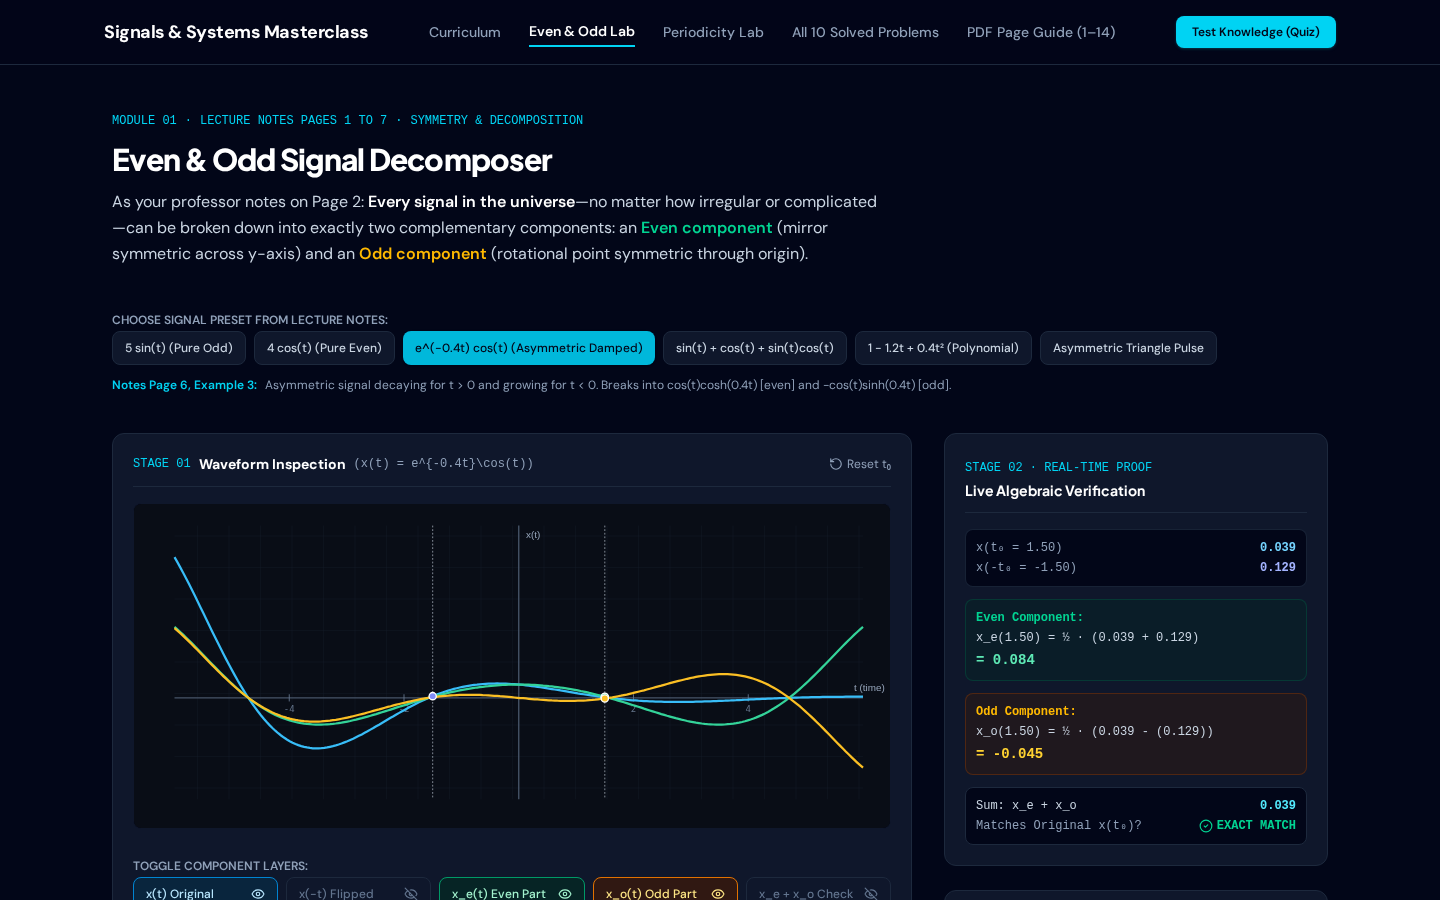 Signals & Systems Masterclass
Curriculum
Even & Odd Lab
Periodicity Lab
All 10 Solved Problems
PDF Page Guide (1–14)
Test Knowledge (Quiz)
MODULE 01 · LECTURE NOTES PAGES 1 TO 7 · SYMMETRY & DECOMPOSITION
Even & Odd Signal Decomposer
As your professor notes on Page 2: Every signal in the universe—no matter how irregular or complicated
—can be broken down into exactly two complementary components: an Even component (mirror
symmetric across y-axis) and an Odd component (rotational point symmetric through origin).
CHOOSE SIGNAL PRESET FROM LECTURE NOTES:
5 sin(t) (Pure Odd)
4 cos(t) (Pure Even)
e^(-0.4t) cos(t) (Asymmetric Damped)
sin(t) + cos(t) + sin(t)cos(t)
1 - 1.2t + 0.4t² (Polynomial)
Asymmetric Triangle Pulse
Notes Page 6, Example 3: Asymmetric signal decaying for t > 0 and growing for t < 0. Breaks into cos(t)cosh(0.4t) [even] and -cos(t)sinh(0.4t) [odd].
STAGE 01 Waveform Inspection (x(t) = e^{-0.4t}\cos(t))
Reset t₀
x(t)
t (time)
-4
2
4
TOGGLE COMPONENT LAYERS:
x(t) Original
x(-t) Flipped
x_e(t) Even Part
x_o(t) Odd Part
x_e + x_o Check
STAGE 02 · REAL-TIME PROOF
Live Algebraic Verification
x(t₀ = 1.50) 0.039
x(-t₀ = -1.50) 0.129
Even Component:
x_e(1.50) = ½ · (0.039 + 0.129)
= 0.084
Odd Component:
x_o(1.50) = ½ · (0.039 - (0.129))
= -0.045
Sum: x_e + x_o 0.039
Matches Original x(t₀)? EXACT MATCH